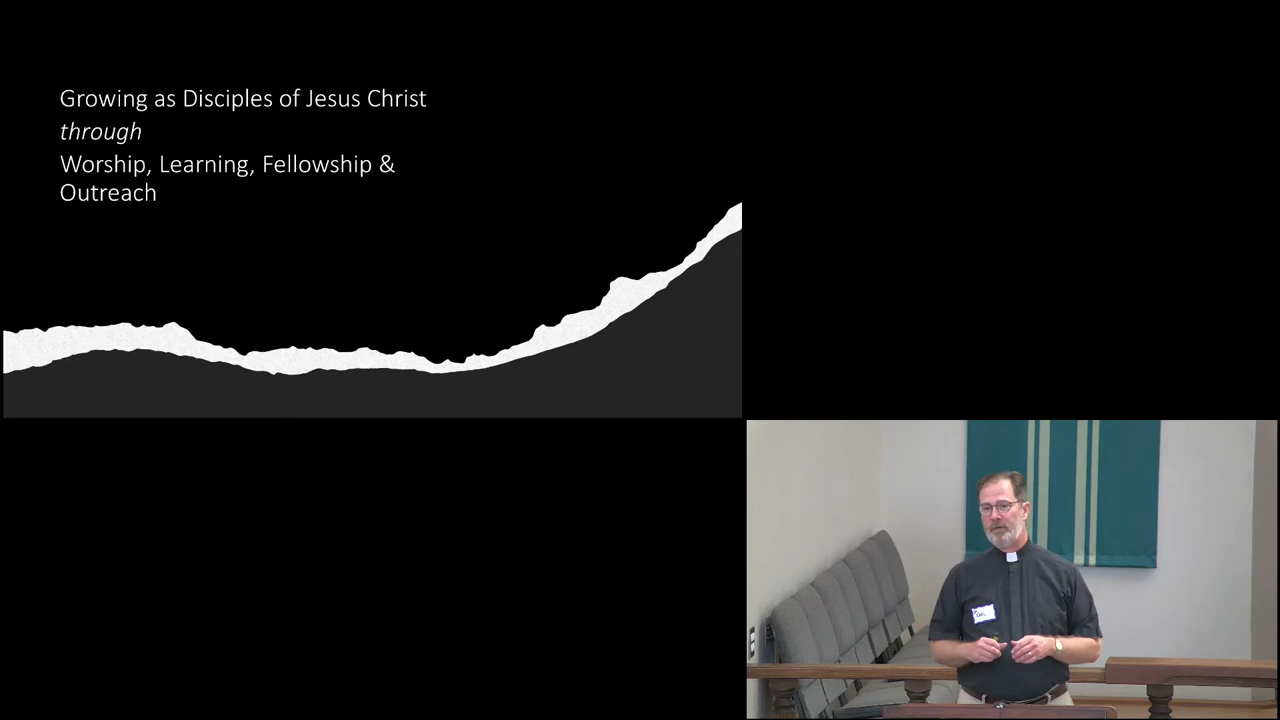 Growing as Disciples of Jesus Christ
through
Worship, Learning, Fellowship &
Outreach